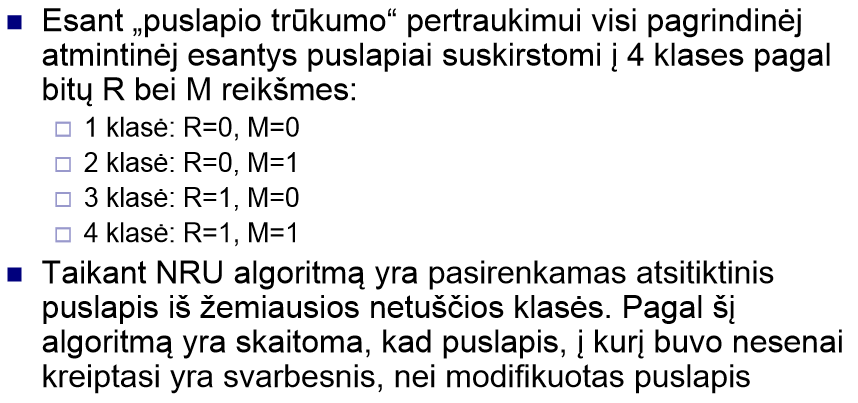 Esant „puslapio trūkumo“ pertraukimui visi pagrindinėj
atmintinėj esantys puslapiai suskirstomi į 4 klases pagal
bitų R bei M reikšmes:
1 klasė: R=0, M=0
2 klasė: R=0, M=1
3 klasė: R=1, M=0
4 klasė: R=1, M=1
Taikant NRU algoritmą yra pasirenkamas atsitiktinis
puslapis iš žemiausios netuščios klasės. Pagal šį
algoritmą yra skaitoma, kad puslapis, į kurį buvo nesenai
kreiptasi yra svarbesnis, nei modifikuotas puslapis